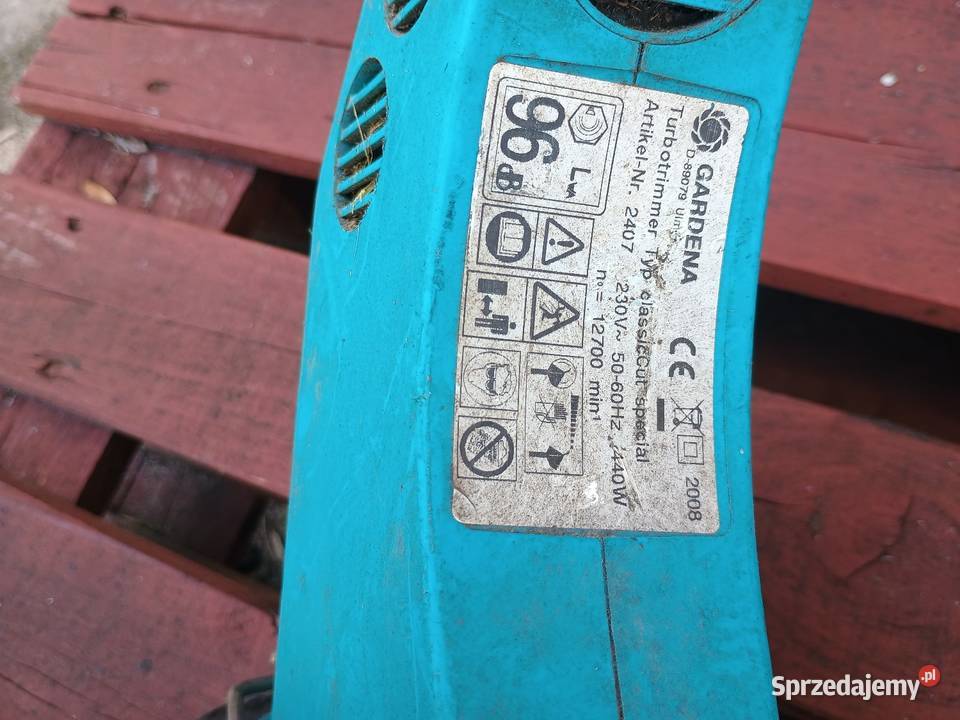 GARDENA
D-89079 Ulm
2008
Turbotrimmer Typ classicCut special
Artikel-Nr. 2407 230V~ 50-60Hz 440W
n₀= 12700 min⁻¹
LWA
96 dB
CE
Sprzedajemy.pl